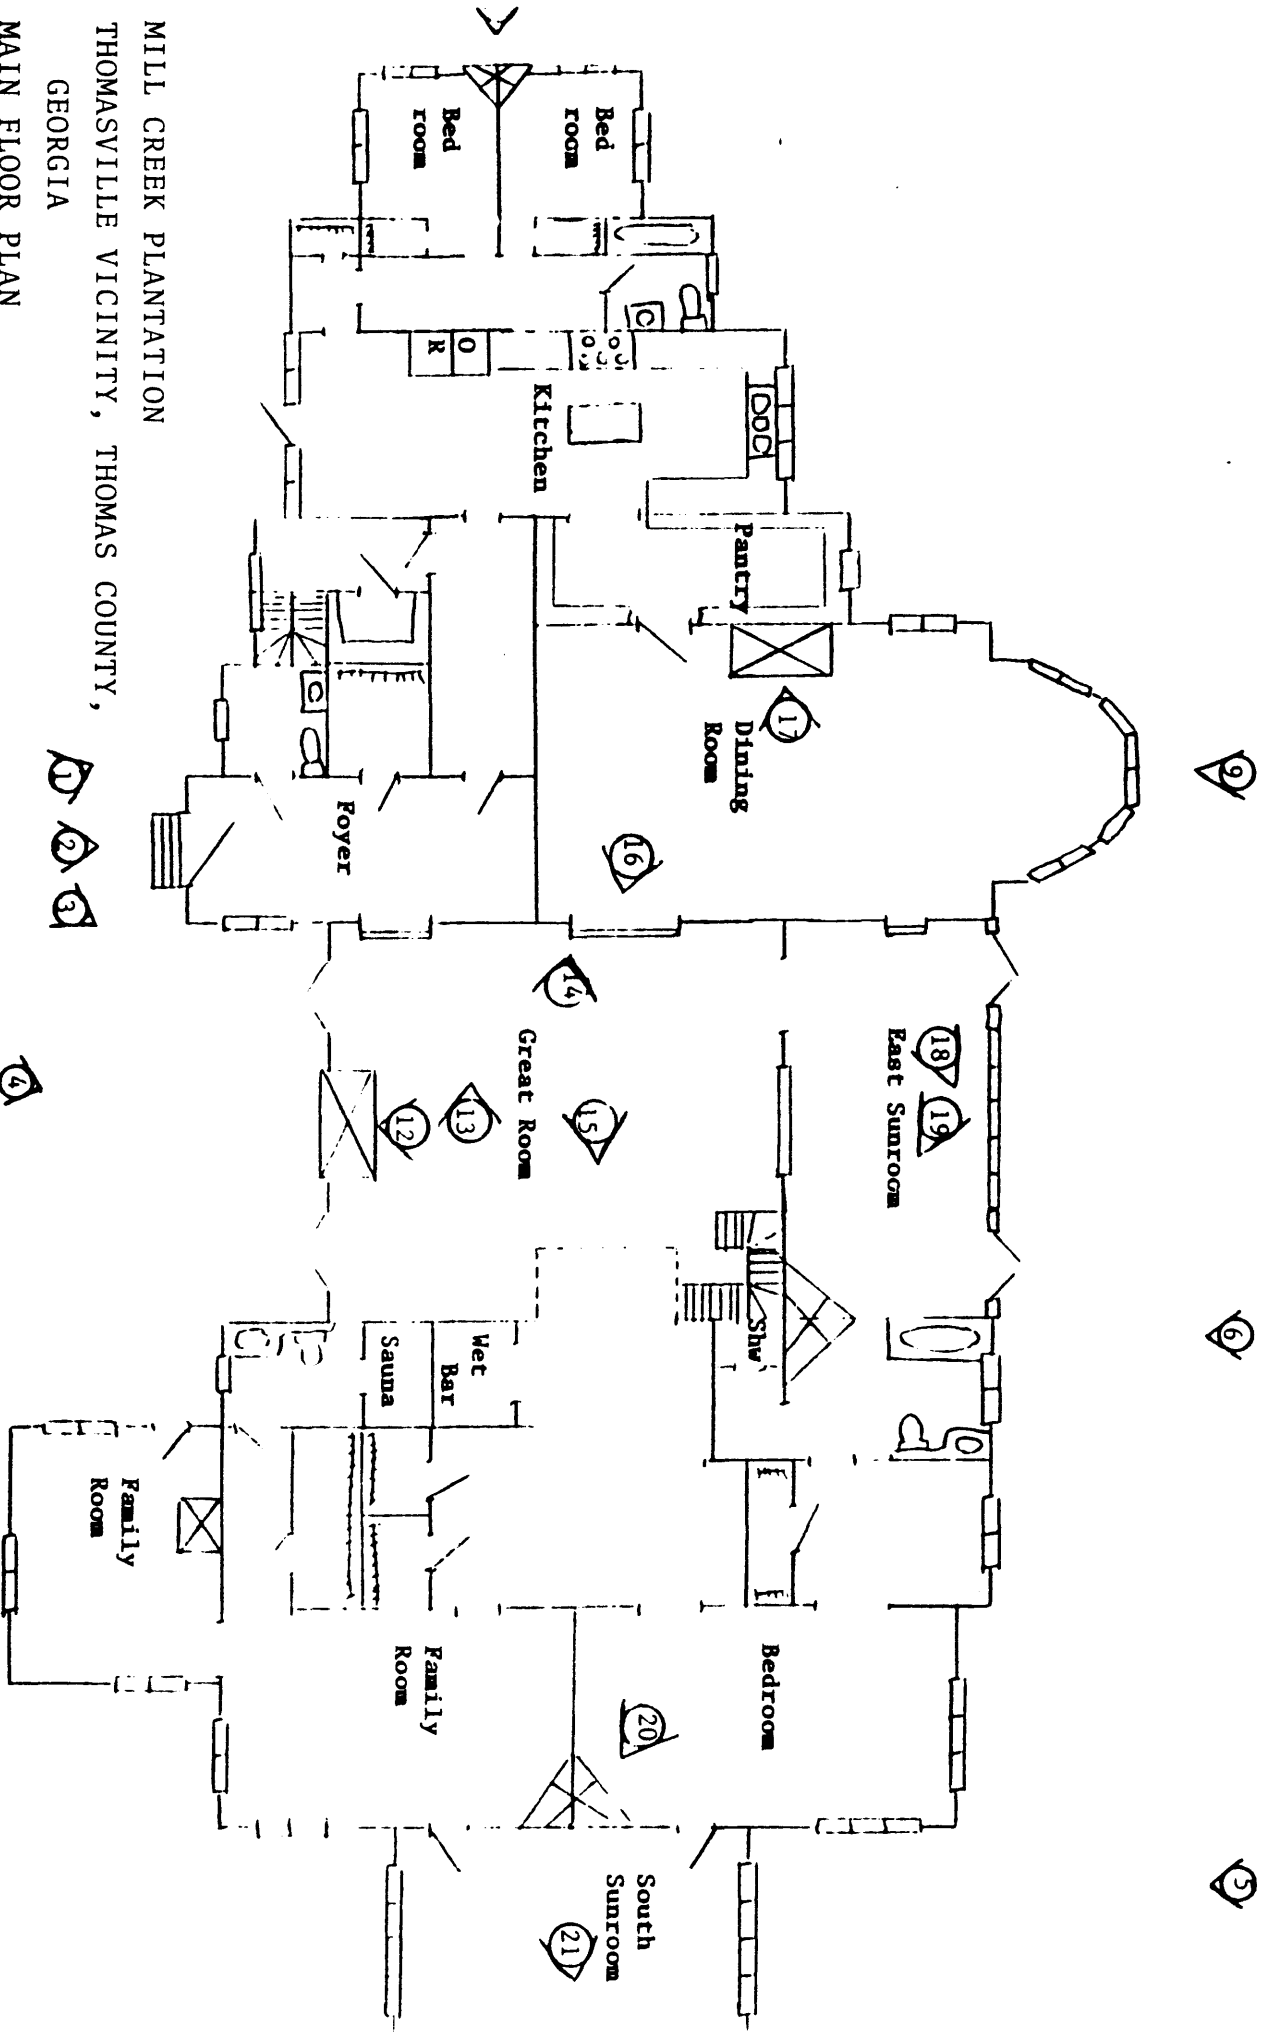 MILL CREEK PLANTATION
THOMASVILLE VICINITY, THOMAS COUNTY,
GEORGIA
MAIN FLOOR PLAN
Bed
room
Bed
room
C
O
R
Kitchen
Pantry
17
Dining
Room
16
9
C
Foyer
1
2
3
4
14
Great Room
15
13
12
18
19
East Sunroom
6
Shw
Wet
Bar
Sauna
Family
Room
Family
Room
Bedroom
20
5
South
Sunroom
21